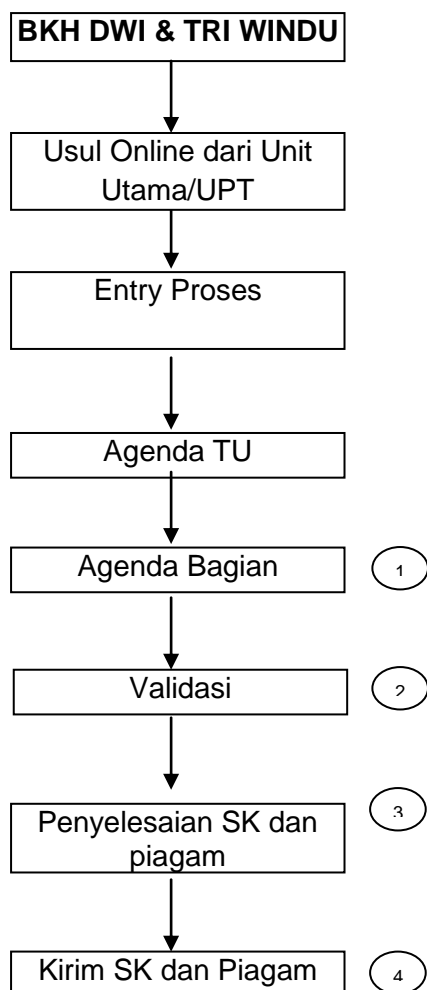 BKH DWI & TRI WINDU
Usul Online dari Unit
Utama/UPT
Entry Proses
Agenda TU
Agenda Bagian
1
Validasi
2
Penyelesaian SK dan
piagam
3
Kirim SK dan Piagam
4